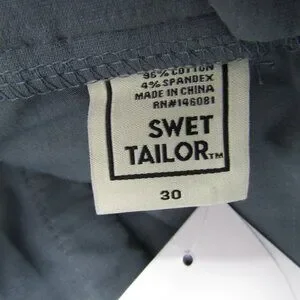 96% COTTON
4% SPANDEX
MADE IN CHINA
RN#146081
SWET
TAILOR™
30